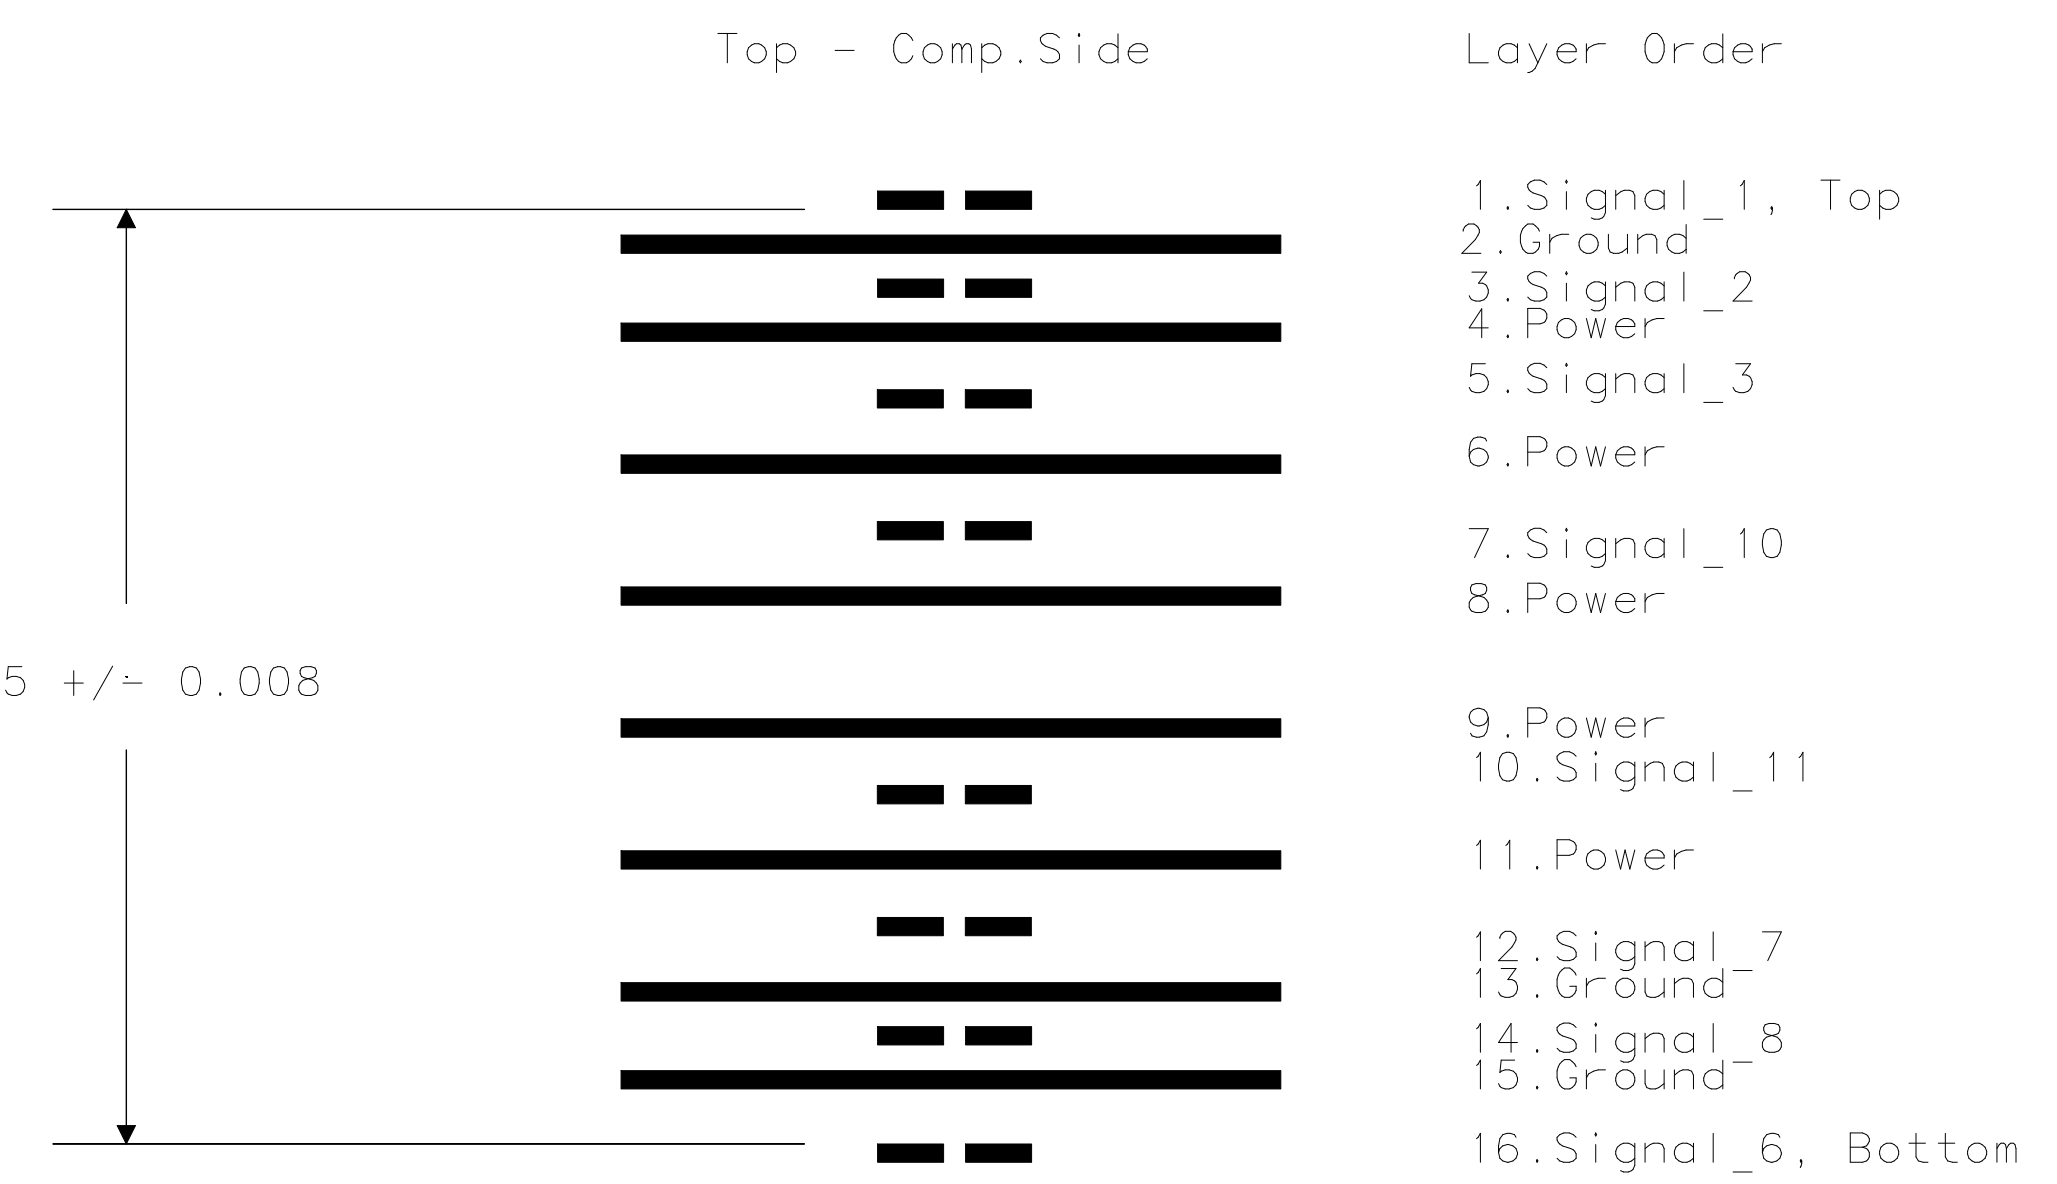 Top - Comp.Side
Layer Order
1.Signal_1, Top
2.Ground
3.Signal_2
4.Power
5.Signal_3
6.Power
7.Signal_10
8.Power
5 +/- 0.008
9.Power
10.Signal_11
11.Power
12.Signal_7
13.Ground
14.Signal_8
15.Ground
16.Signal_6, Bottom